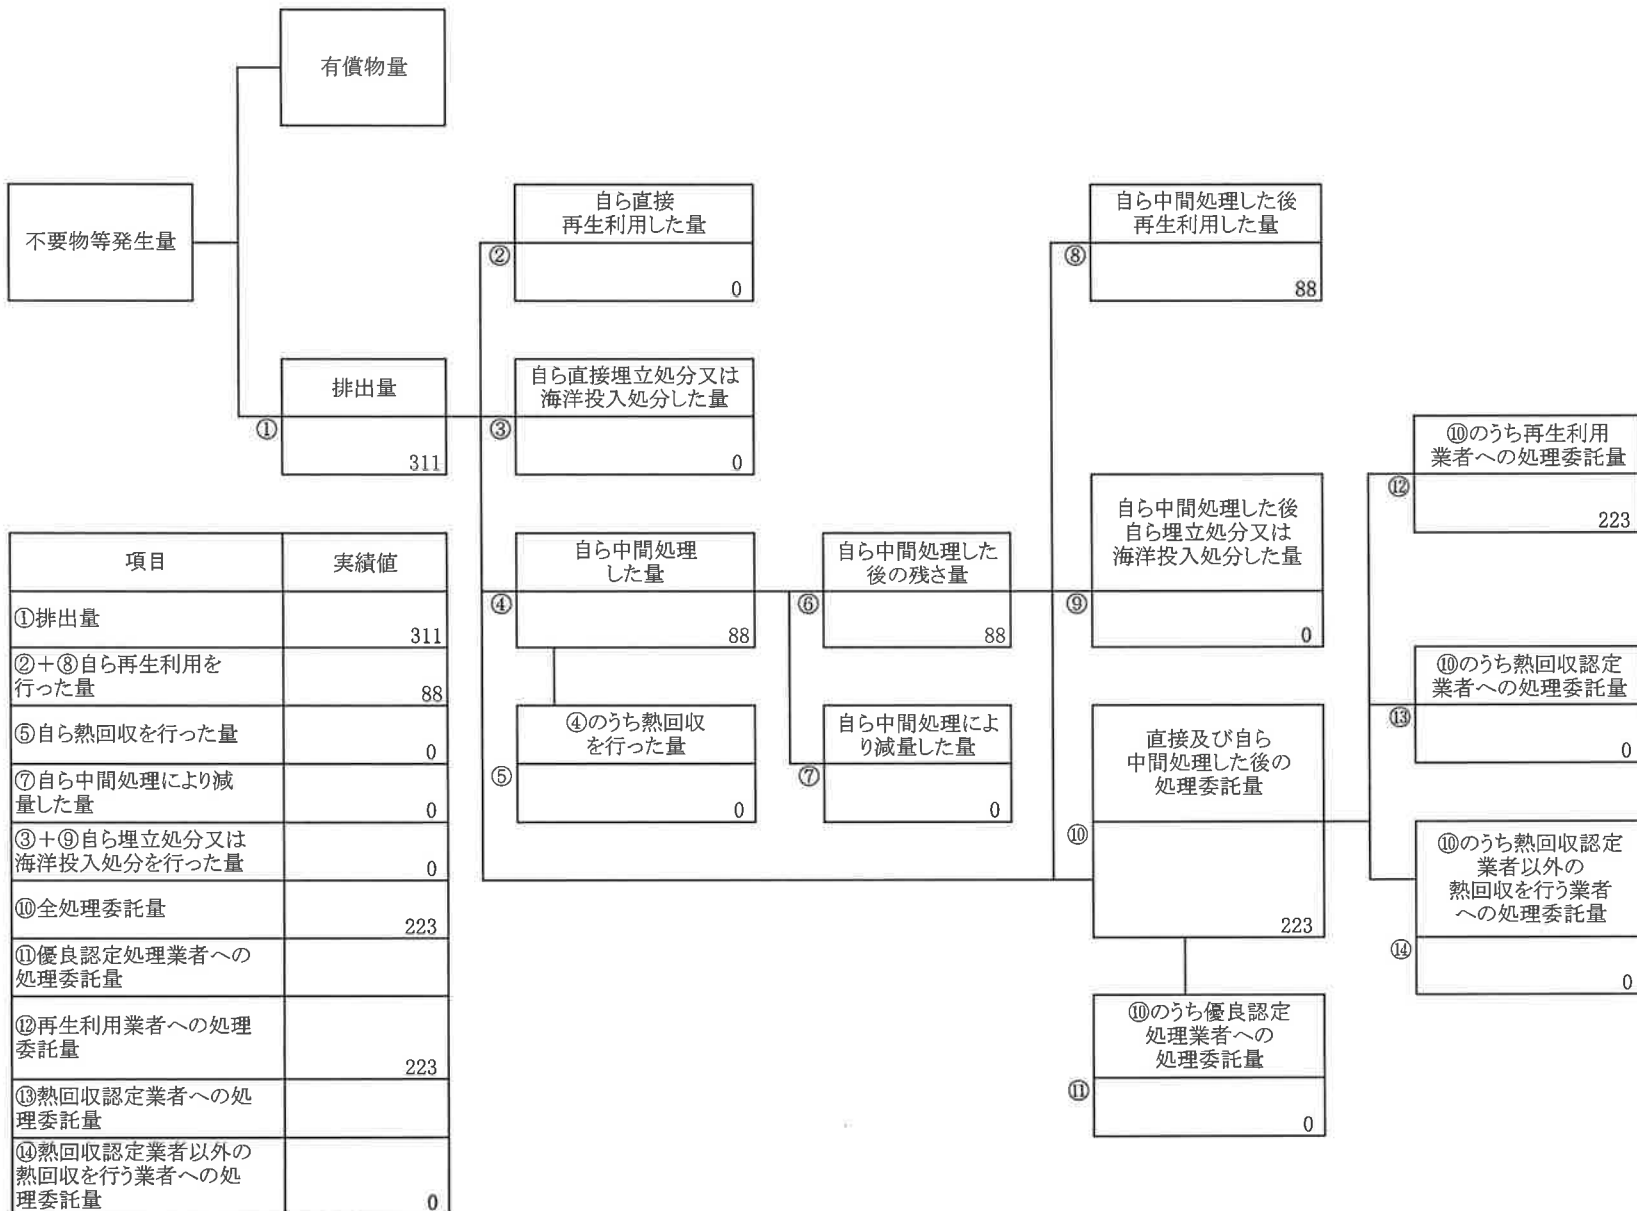 有償物量
不要物等発生量
排出量
①
311
自ら直接
再生利用した量
②
0
自ら直接埋立処分又は
海洋投入処分した量
③
0
自ら中間処理
した量
④
88
④のうち熱回収
を行った量
⑤
0
自ら中間処理した
後の残さ量
⑥
88
自ら中間処理によ
り減量した量
⑦
0
自ら中間処理した後
再生利用した量
⑧
88
自ら中間処理した後
自ら埋立処分又は
海洋投入処分した量
⑨
0
直接及び自ら
中間処理した後の
処理委託量
⑩
223
⑩のうち優良認定
処理業者への
処理委託量
⑪
0
⑩のうち再生利用
業者への処理委託量
⑫
223
⑩のうち熱回収認定
業者への処理委託量
⑬
0
⑩のうち熱回収認定
業者以外の
熱回収を行う業者
への処理委託量
⑭
0
項目 実績値
①排出量
311
②+⑧自ら再生利用を
行った量
88
⑤自ら熱回収を行った量
0
⑦自ら中間処理により減
量した量
0
③+⑨自ら埋立処分又は
海洋投入処分を行った量
0
⑩全処理委託量
223
⑪優良認定処理業者への
処理委託量
⑫再生利用業者への処理
委託量
223
⑬熱回収認定業者への処
理委託量
⑭熱回収認定業者以外の
熱回収を行う業者への処
理委託量
0